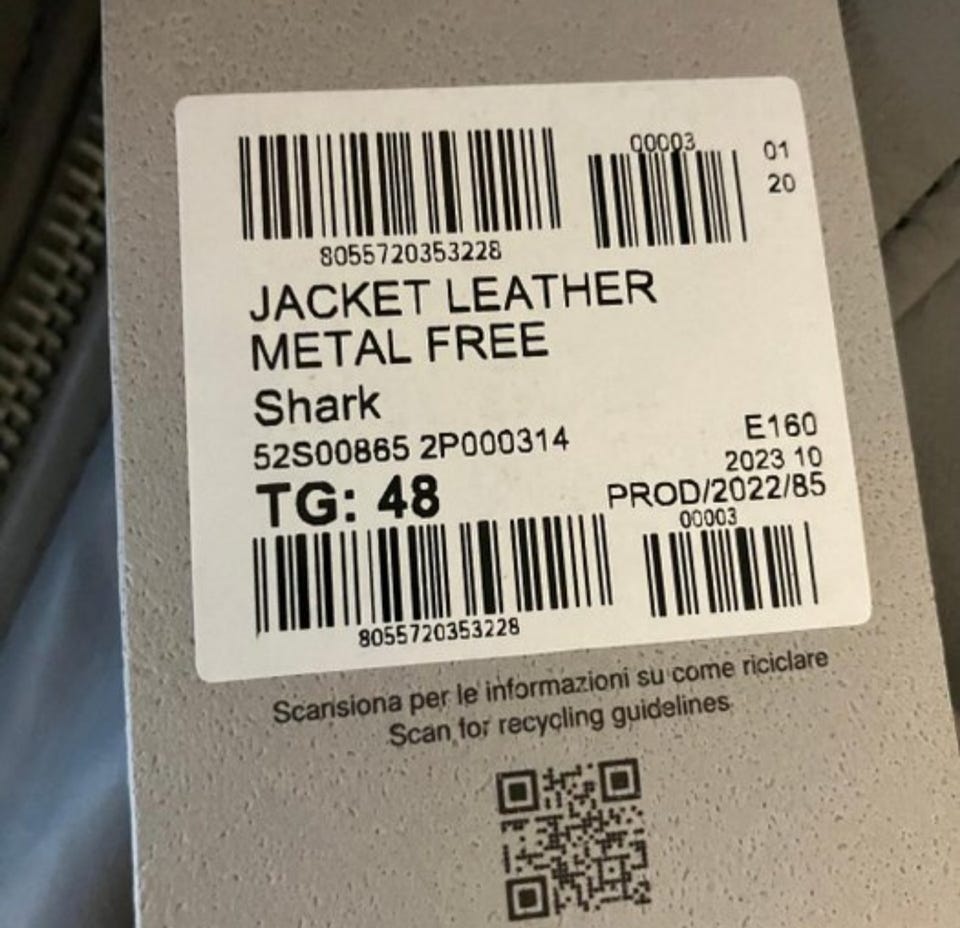 00003
01
20
8055720353228
JACKET LEATHER
METAL FREE
Shark
52S00865 2P000314
E160
2023 10
TG: 48
PROD/2022/85
00003
8055720353228
Scansiona per le informazioni su come riciclare
Scan for recycling guidelines